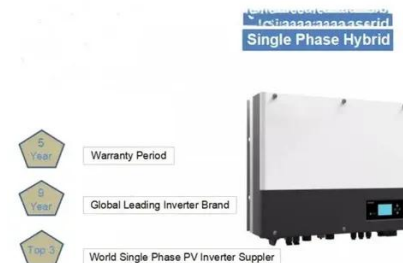 Single Phase Hybrid
5
Year
Warranty Period
9
Year
Global Leading Inverter Brand
Top 3
World Single Phase PV Inverter Suppler